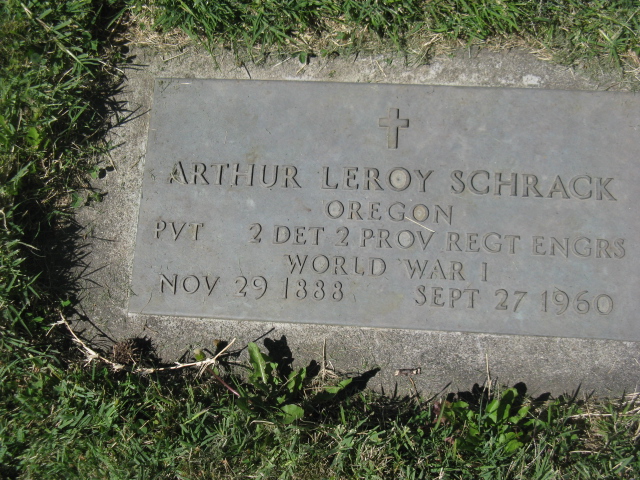 ARTHUR LEROY SCHRACK
OREGON
PVT 2 DET 2 PROV REGT ENGRS
WORLD WAR I
NOV 29 1888 SEPT 27 1960